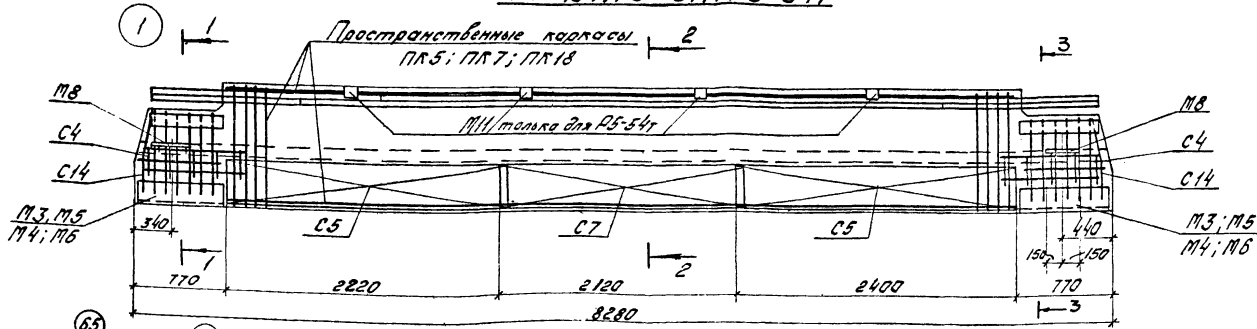 1
1
2
3
Пространственные каркасы
ПК5; ПК7; ПК18
М8
С4
С14
М3, М5
М4; М6
М11 только для Р5-54т
М8
С4
С14
М3; М5
М4; М6
С5
С7
С5
340
440
150
150
1
2
3
770
2220
2120
2400
770
8280
65